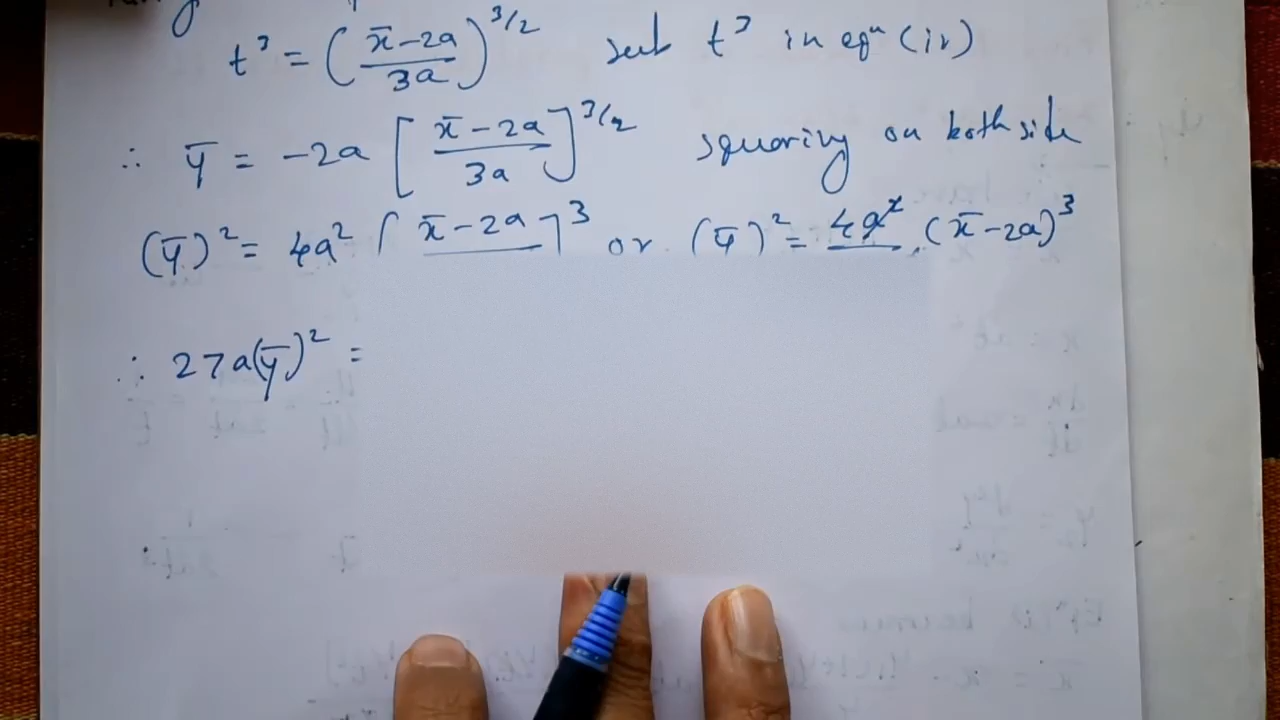 t³ = ((x̄-2a)/3a)^3/2 sub t³ in eqⁿ (iv)
∴ ȳ = -2a [(x̄-2a)/3a]^3/2 squaring on both side
(ȳ)² = 4a² [x̄-2a]³ or (ȳ)² = 4a² . (x̄-2a)³
∴ 27a(ȳ)² =